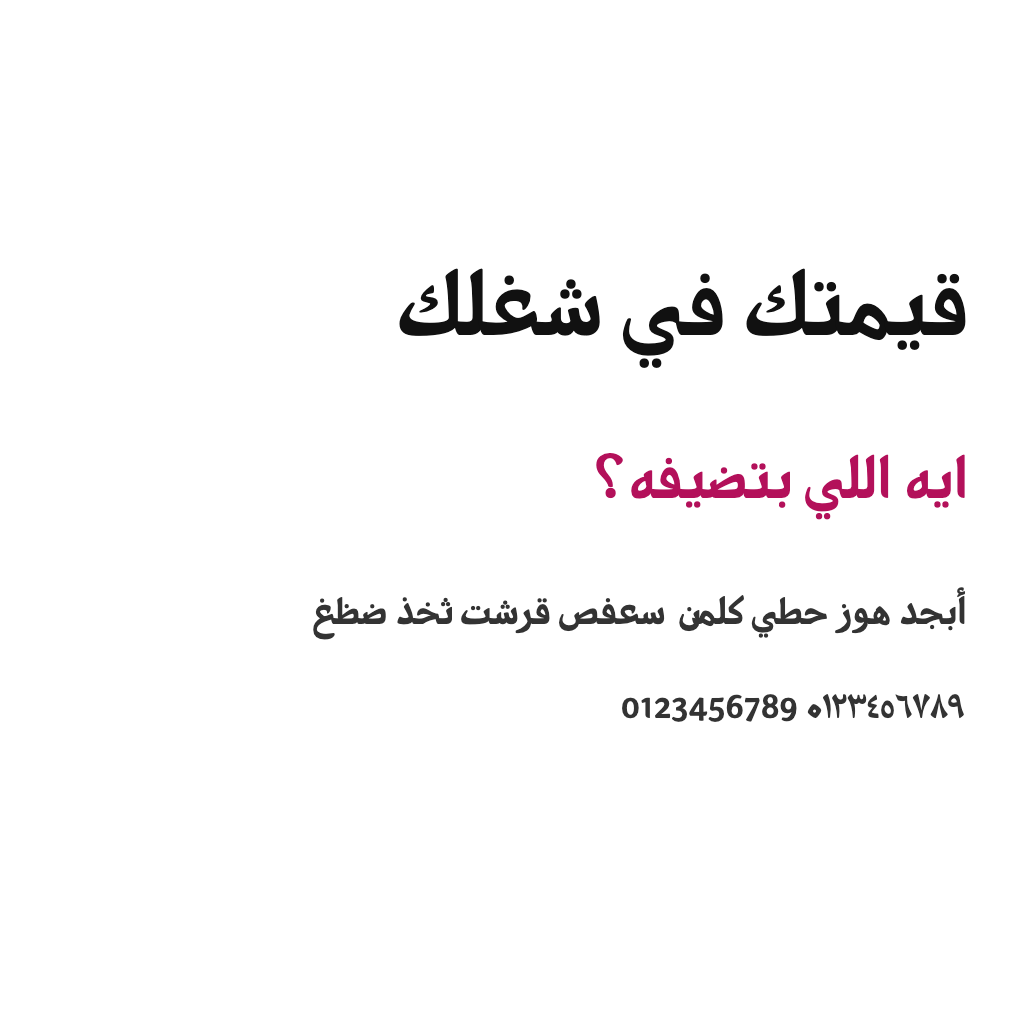 قيمتك في شغلك
ايه اللي بتضيفه؟
أبجد هوز حطي كلمن سعفص قرشت ثخذ ضظغ
٠١٢٣٤٥٦٧٨٩ 0123456789